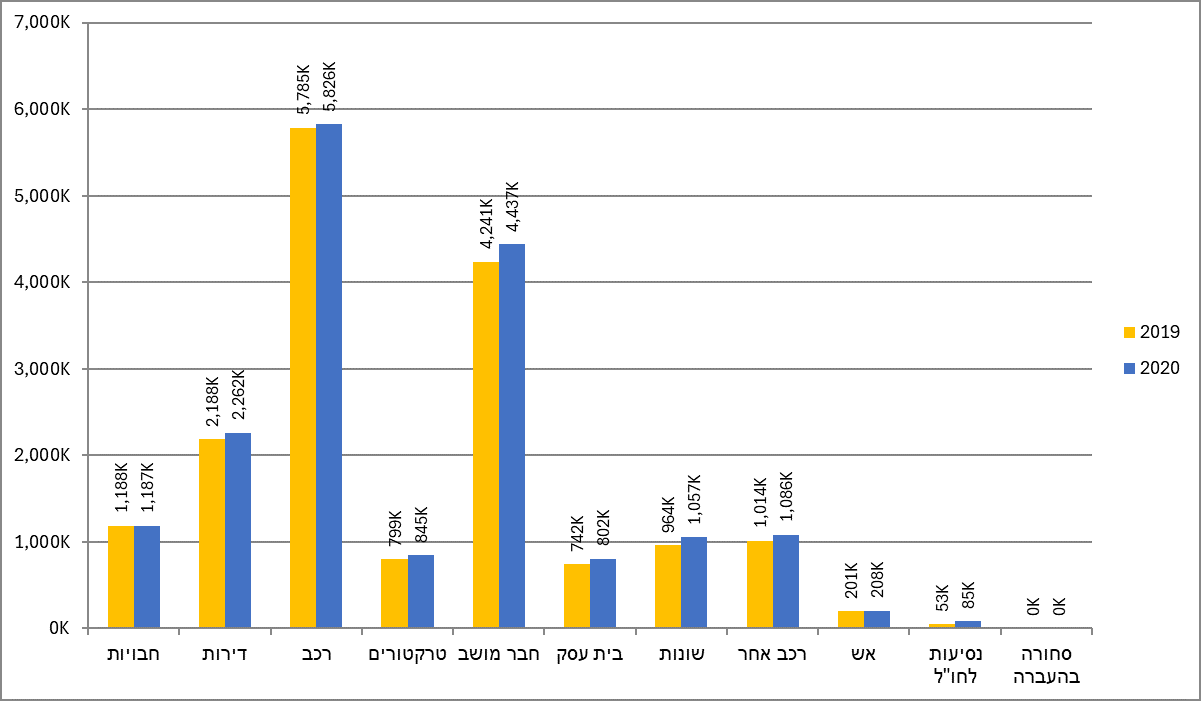 7,000K
6,000K
5,000K
4,000K
3,000K
2,000K
1,000K
0K
1,188K
1,187K
2,188K
2,262K
5,785K
5,826K
799K
845K
4,241K
4,437K
742K
802K
964K
1,057K
1,014K
1,086K
201K
208K
53K
85K
0K
0K
חבויות
דירות
רכב
טרקטורים
חבר מושב
בית עסק
שונות
רכב אחר
אש
נסיעות
לחו"ל
סחורה
בהעברה
2019
2020